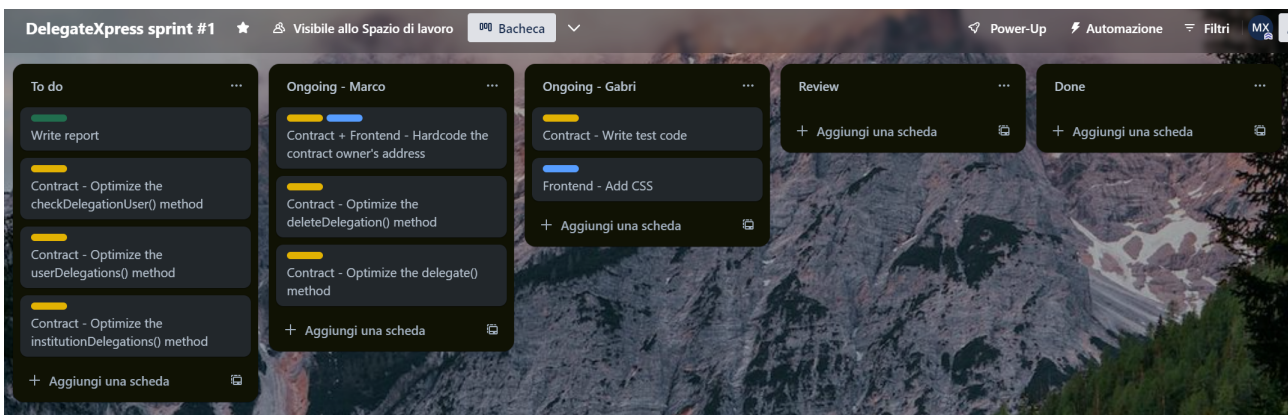 DelegateXpress sprint #1
Visibile allo Spazio di lavoro
Bacheca
Power-Up
Automazione
Filtri
MX
To do
Write report
Contract - Optimize the
checkDelegationUser() method
Contract - Optimize the
userDelegations() method
Contract - Optimize the
institutionDelegations() method
+ Aggiungi una scheda
Ongoing - Marco
Contract + Frontend - Hardcode the
contract owner's address
Contract - Optimize the
deleteDelegation() method
Contract - Optimize the delegate()
method
+ Aggiungi una scheda
Ongoing - Gabri
Contract - Write test code
Frontend - Add CSS
+ Aggiungi una scheda
Review
+ Aggiungi una scheda
Done
+ Aggiungi una scheda